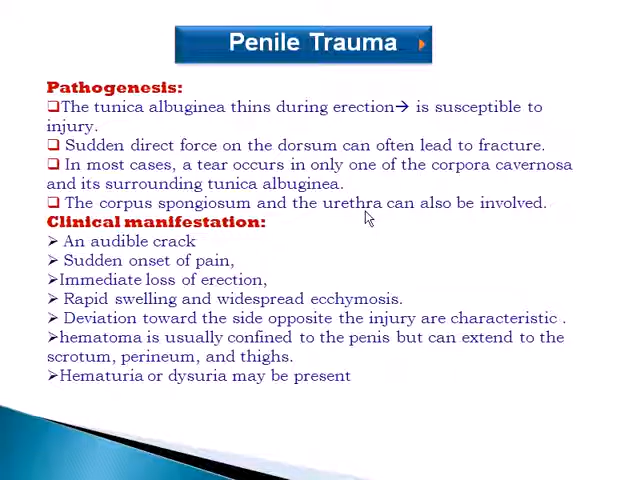 Penile Trauma
Pathogenesis:
❑The tunica albuginea thins during erection→ is susceptible to
injury.
❑ Sudden direct force on the dorsum can often lead to fracture.
❑ In most cases, a tear occurs in only one of the corpora cavernosa
and its surrounding tunica albuginea.
❑ The corpus spongiosum and the urethra can also be involved.
Clinical manifestation:
➢ An audible crack
➢ Sudden onset of pain,
➢Immediate loss of erection,
➢ Rapid swelling and widespread ecchymosis.
➢ Deviation toward the side opposite the injury are characteristic .
➢hematoma is usually confined to the penis but can extend to the
scrotum, perineum, and thighs.
➢Hematuria or dysuria may be present